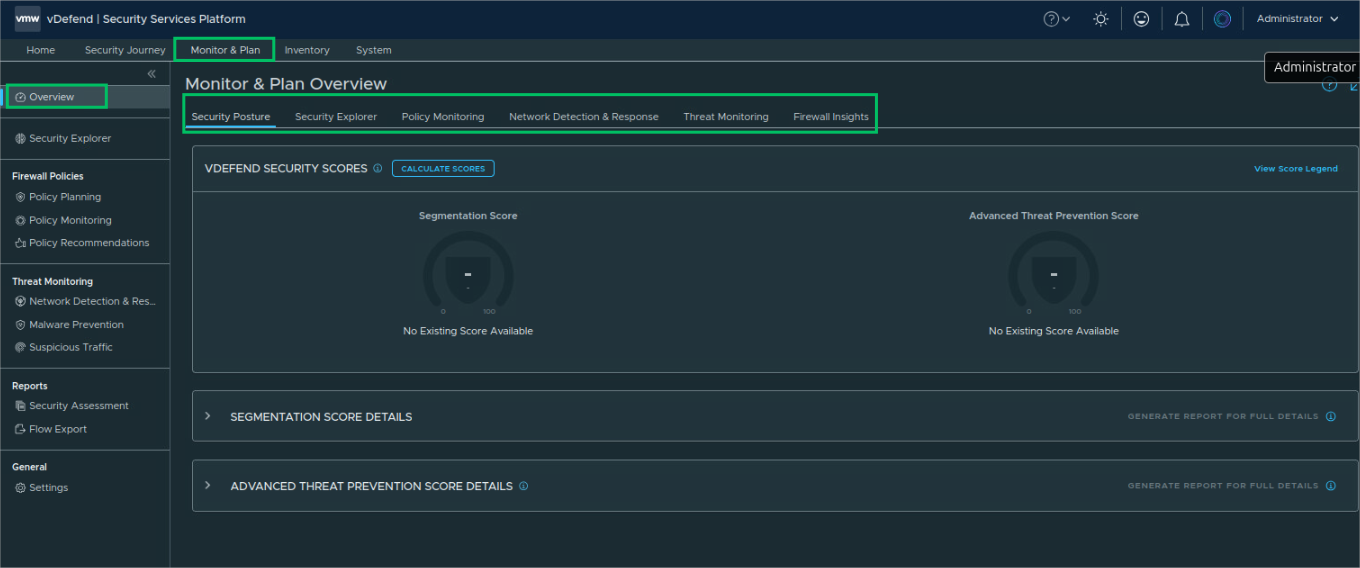 vmw vDefend | Security Services Platform
Administrator
Home Security Journey Monitor & Plan Inventory System
Administrator
Monitor & Plan Overview
Overview
Security Explorer
Firewall Policies
Policy Planning
Policy Monitoring
Policy Recommendations
Threat Monitoring
Network Detection & Res...
Malware Prevention
Suspicious Traffic
Reports
Security Assessment
Flow Export
General
Settings
Security Posture Security Explorer Policy Monitoring Network Detection & Response Threat Monitoring Firewall Insights
VDEFEND SECURITY SCORES CALCULATE SCORES View Score Legend
Segmentation Score
-
0 100
No Existing Score Available
Advanced Threat Prevention Score
-
0 100
No Existing Score Available
SEGMENTATION SCORE DETAILS GENERATE REPORT FOR FULL DETAILS
ADVANCED THREAT PREVENTION SCORE DETAILS GENERATE REPORT FOR FULL DETAILS